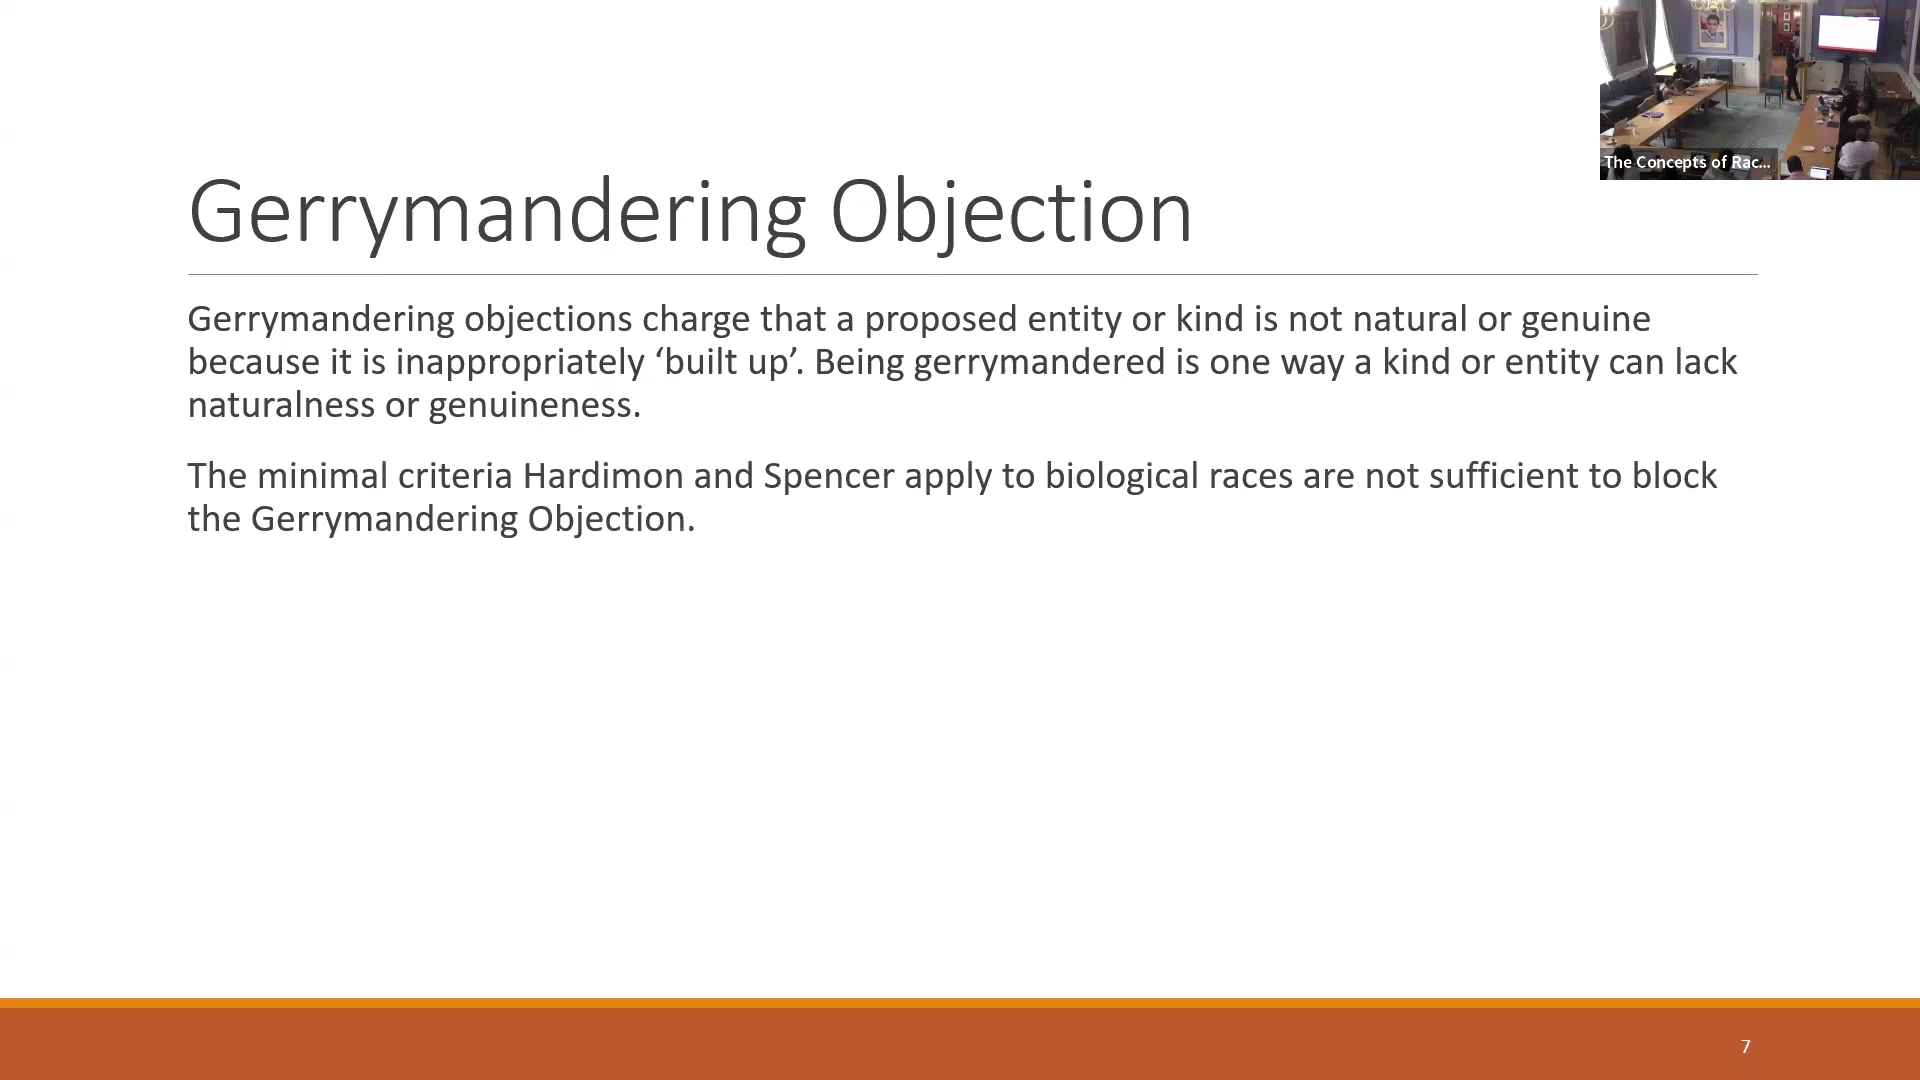 The Concepts of Rac...
Gerrymandering Objection
Gerrymandering objections charge that a proposed entity or kind is not natural or genuine
because it is inappropriately ‘built up’. Being gerrymandered is one way a kind or entity can lack
naturalness or genuineness.
The minimal criteria Hardimon and Spencer apply to biological races are not sufficient to block
the Gerrymandering Objection.
7